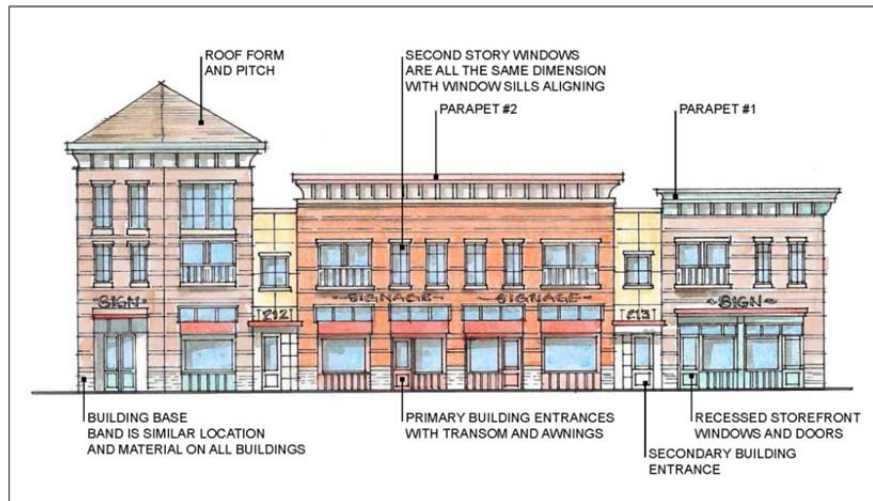 ROOF FORM
AND PITCH
SECOND STORY WINDOWS
ARE ALL THE SAME DIMENSION
WITH WINDOW SILLS ALIGNING
PARAPET #2
PARAPET #1
SIGN
212
SIGNAGE
SIGNAGE
213
SIGN
BUILDING BASE
BAND IS SIMILAR LOCATION
AND MATERIAL ON ALL BUILDINGS
PRIMARY BUILDING ENTRANCES
WITH TRANSOM AND AWNINGS
SECONDARY BUILDING
ENTRANCE
RECESSED STOREFRONT
WINDOWS AND DOORS